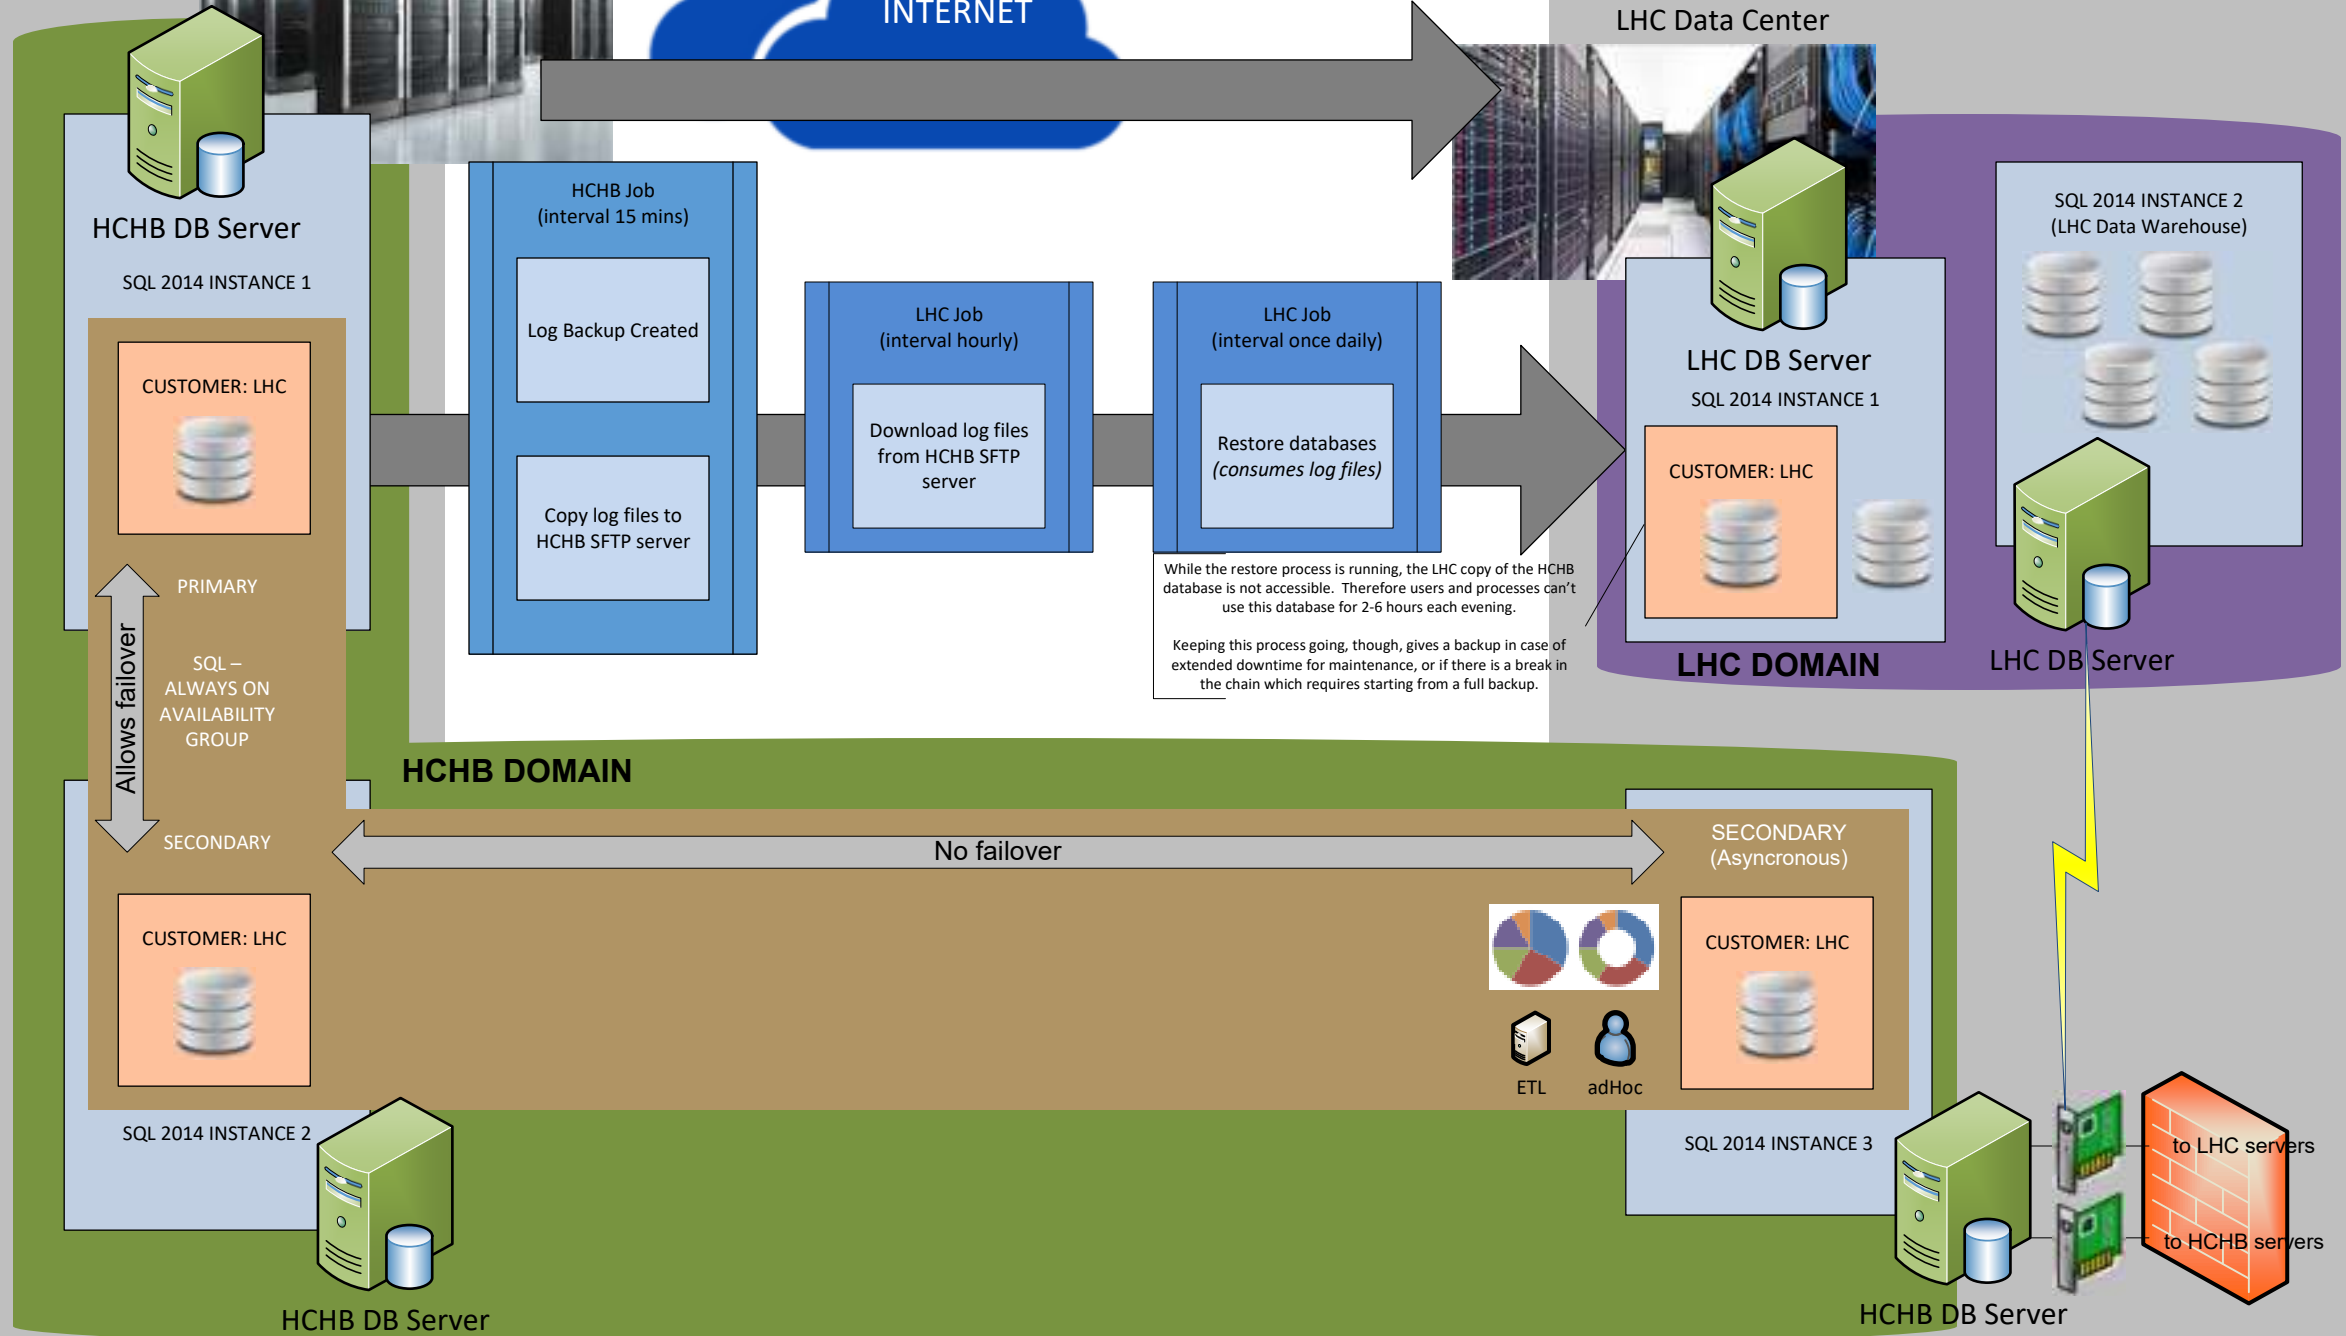 INTERNET
LHC Data Center
HCHB DB Server
SQL 2014 INSTANCE 1
CUSTOMER: LHC
PRIMARY
SQL –
ALWAYS ON
AVAILABILITY
GROUP
Allows failover
SECONDARY
CUSTOMER: LHC
SQL 2014 INSTANCE 2
HCHB DB Server
HCHB Job
(interval 15 mins)
Log Backup Created
Copy log files to
HCHB SFTP server
LHC Job
(interval hourly)
Download log files
from HCHB SFTP
server
LHC Job
(interval once daily)
Restore databases
(consumes log files)
While the restore process is running, the LHC copy of the HCHB
database is not accessible.  Therefore users and processes can't
use this database for 2-6 hours each evening.
Keeping this process going, though, gives a backup in case of
extended downtime for maintenance, or if there is a break in
the chain which requires starting from a full backup.
LHC DB Server
SQL 2014 INSTANCE 1
CUSTOMER: LHC
LHC DOMAIN
SQL 2014 INSTANCE 2
(LHC Data Warehouse)
LHC DB Server
HCHB DOMAIN
No failover
SECONDARY
(Asyncronous)
CUSTOMER: LHC
ETL
adHoc
SQL 2014 INSTANCE 3
HCHB DB Server
to LHC servers
to HCHB servers